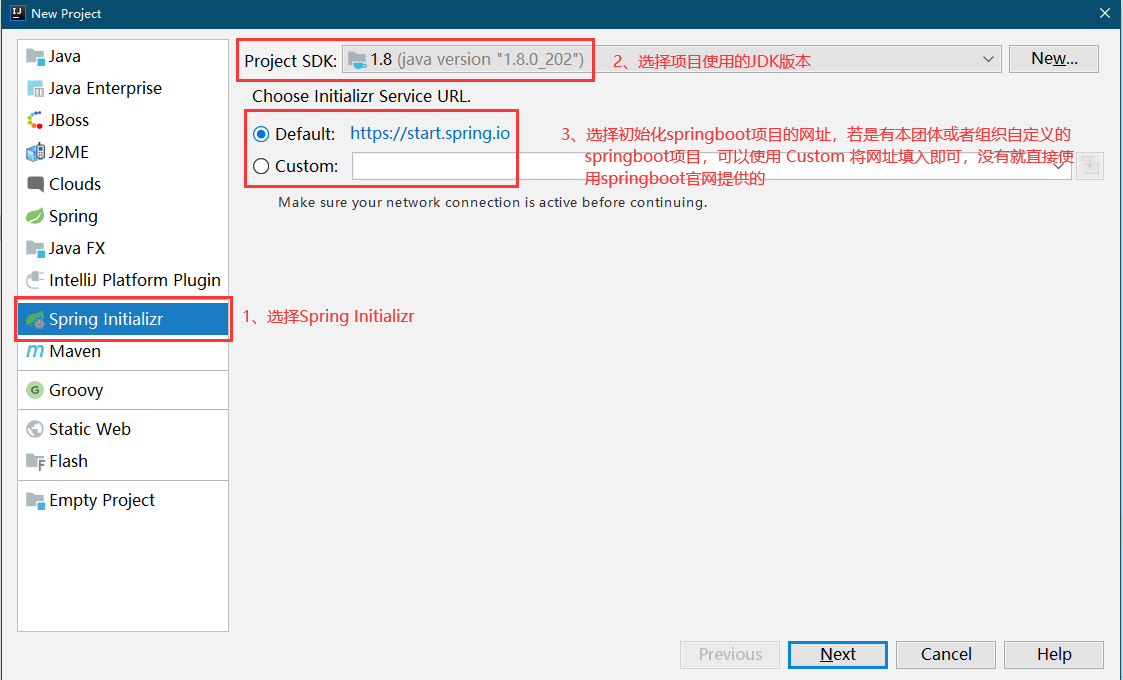 New Project
Java
Java Enterprise
JBoss
J2ME
Clouds
Spring
Java FX
IntelliJ Platform Plugin
Spring Initializr
Maven
Groovy
Static Web
Flash
Empty Project
Project SDK: 1.8 (java version "1.8.0_202")
2、选择项目使用的JDK版本
New...
Choose Initializr Service URL.
Default: https://start.spring.io
Custom:
3、选择初始化springboot项目的网址，若是有本团体或者组织自定义的
springboot项目，可以使用 Custom 将网址填入即可，没有就直接使
用springboot官网提供的
Make sure your network connection is active before continuing.
1、选择Spring Initializr
Previous
Next
Cancel
Help